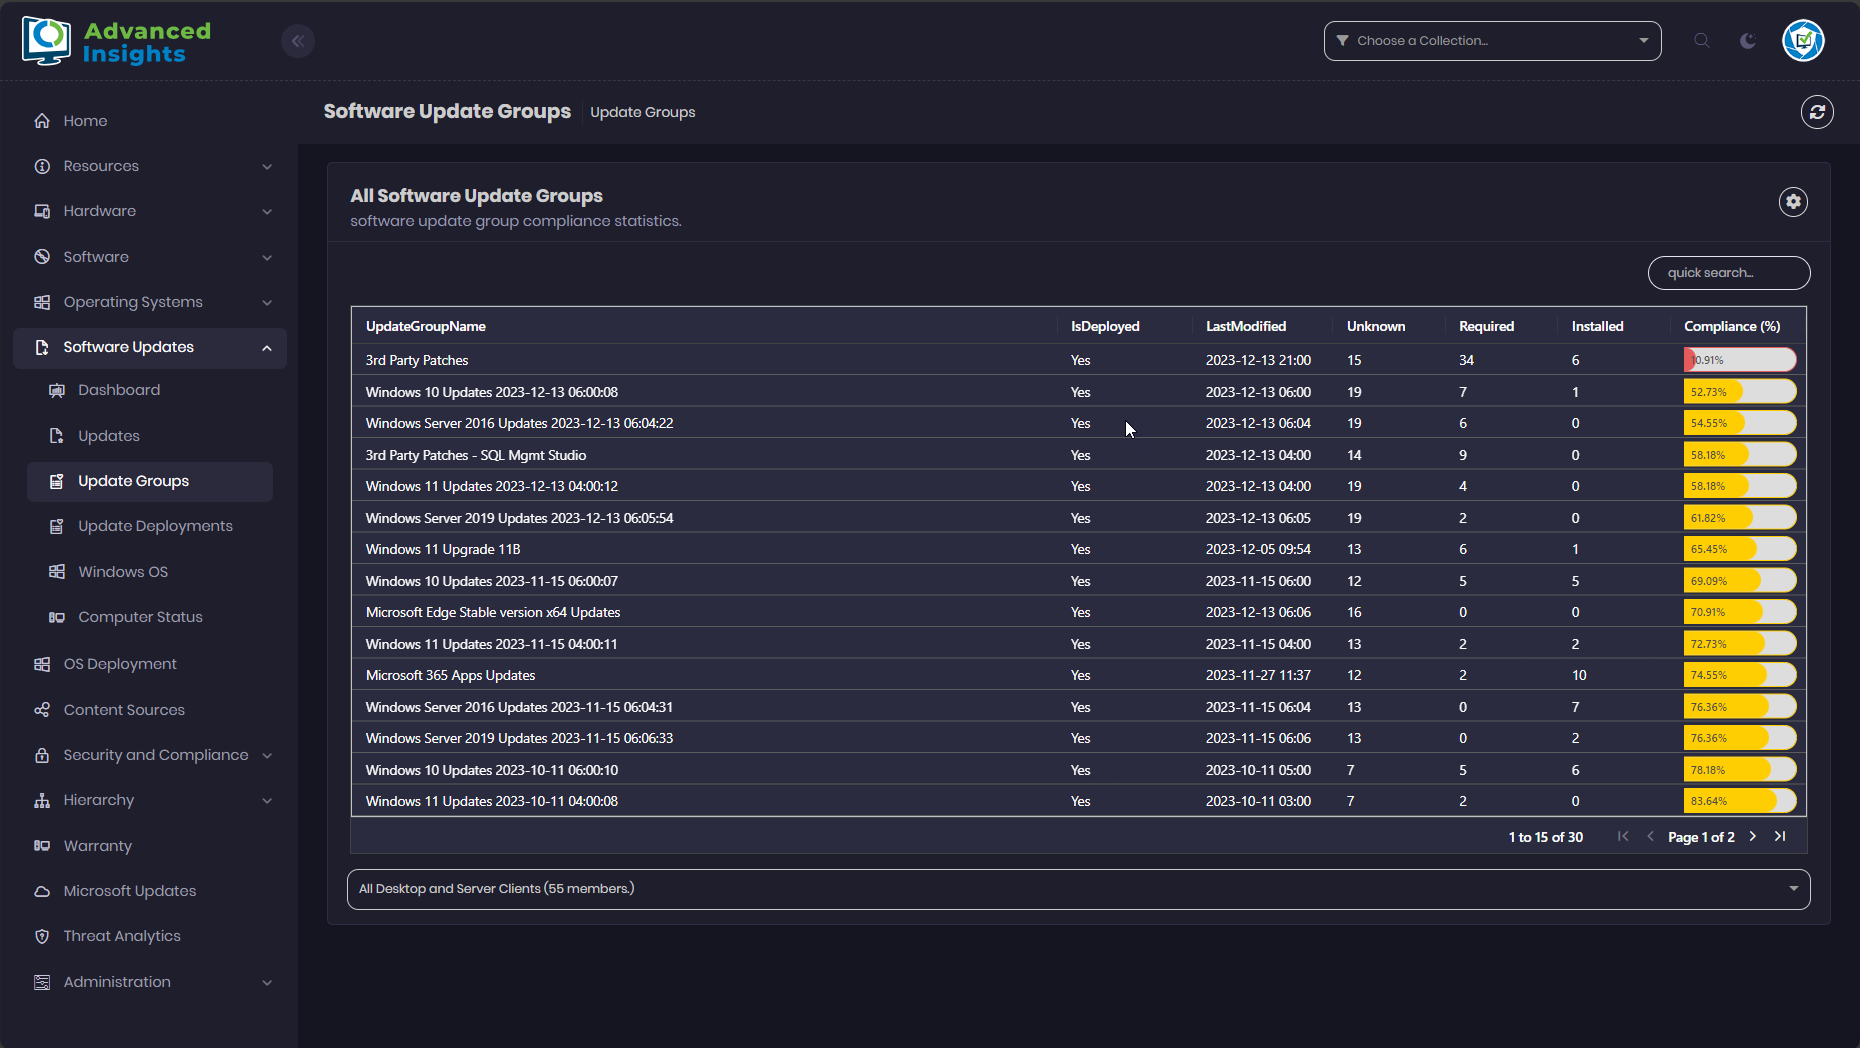 Advanced
Insights
Choose a Collection...
Home
Resources
Hardware
Software
Operating Systems
Software Updates
Dashboard
Updates
Update Groups
Update Deployments
Windows OS
Computer Status
OS Deployment
Content Sources
Security and Compliance
Hierarchy
Warranty
Microsoft Updates
Threat Analytics
Administration
Software Update Groups Update Groups
All Software Update Groups
software update group compliance statistics.
quick search...
UpdateGroupName IsDeployed LastModified Unknown Required Installed Compliance (%)
3rd Party Patches Yes 2023-12-13 21:00 15 34 6 10.91%
Windows 10 Updates 2023-12-13 06:00:08 Yes 2023-12-13 06:00 19 7 1 52.73%
Windows Server 2016 Updates 2023-12-13 06:04:22 Yes 2023-12-13 06:04 19 6 0 54.55%
3rd Party Patches - SQL Mgmt Studio Yes 2023-12-13 04:00 14 9 0 58.18%
Windows 11 Updates 2023-12-13 04:00:12 Yes 2023-12-13 04:00 19 4 0 58.18%
Windows Server 2019 Updates 2023-12-13 06:05:54 Yes 2023-12-13 06:05 19 2 0 61.82%
Windows 11 Upgrade 11B Yes 2023-12-05 09:54 13 6 1 65.45%
Windows 10 Updates 2023-11-15 06:00:07 Yes 2023-11-15 06:00 12 5 5 69.09%
Microsoft Edge Stable version x64 Updates Yes 2023-12-13 06:06 16 0 0 70.91%
Windows 11 Updates 2023-11-15 04:00:11 Yes 2023-11-15 04:00 13 2 2 72.73%
Microsoft 365 Apps Updates Yes 2023-11-27 11:37 12 2 10 74.55%
Windows Server 2016 Updates 2023-11-15 06:04:31 Yes 2023-11-15 06:04 13 0 7 76.36%
Windows Server 2019 Updates 2023-11-15 06:06:33 Yes 2023-11-15 06:06 13 0 2 76.36%
Windows 10 Updates 2023-10-11 06:00:10 Yes 2023-10-11 05:00 7 5 6 78.18%
Windows 11 Updates 2023-10-11 04:00:08 Yes 2023-10-11 03:00 7 2 0 83.64%
1 to 15 of 30 Page 1 of 2
All Desktop and Server Clients (55 members.)